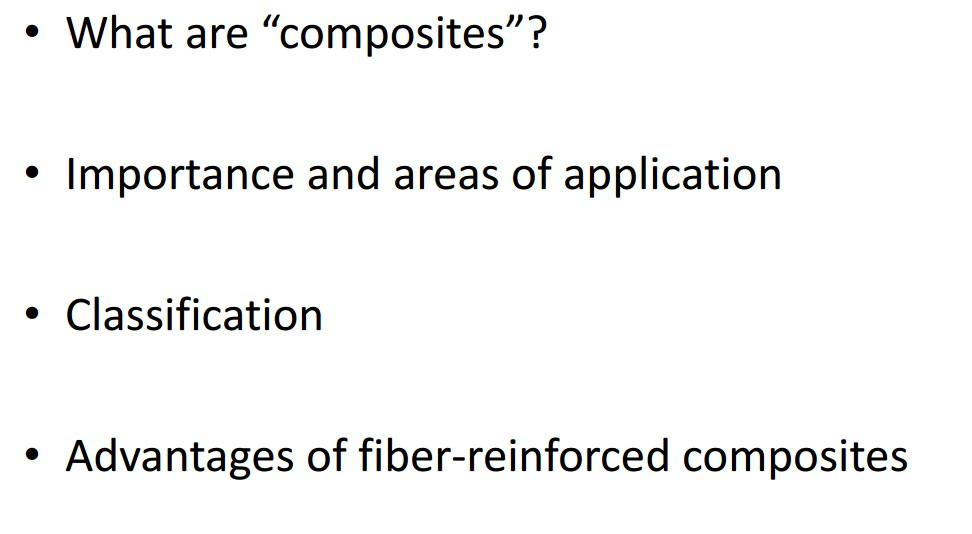 • What are “composites”?
• Importance and areas of application
• Classification
• Advantages of fiber-reinforced composites